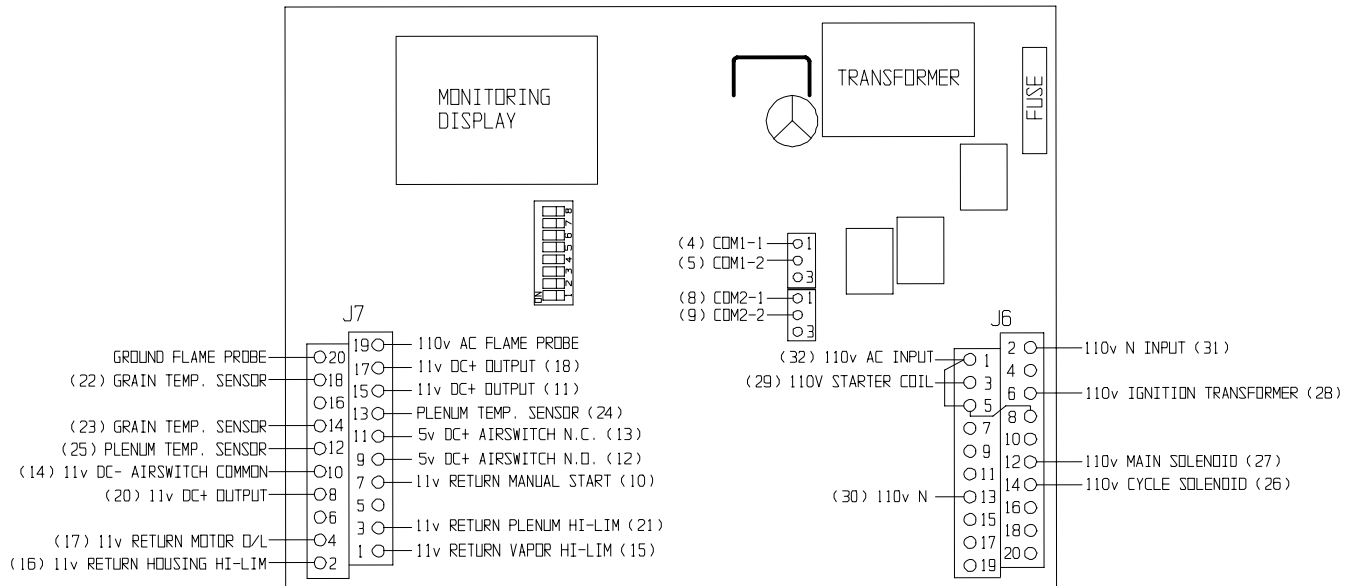 MONITORING
DISPLAY
TRANSFORMER
FUSE
8
7
6
5
4
3
2
1
ON
(4) COM1-1
1
(5) COM1-2
3
(8) COM2-1
1
(9) COM2-2
3
J7
19 110v AC FLAME PROBE
GROUND FLAME PROBE 20
17 11v DC+ OUTPUT (18)
(22) GRAIN TEMP. SENSOR 18
15 11v DC+ OUTPUT (11)
16
13 PLENUM TEMP. SENSOR (24)
(23) GRAIN TEMP. SENSOR 14
11 5v DC+ AIRSWITCH N.C. (13)
(25) PLENUM TEMP. SENSOR 12
9 5v DC+ AIRSWITCH N.O. (12)
(14) 11v DC- AIRSWITCH COMMON 10
7 11v RETURN MANUAL START (10)
(20) 11v DC+ OUTPUT 8
5
6
3 11v RETURN PLENUM HI-LIM (21)
(17) 11v RETURN MOTOR O/L 4
1 11v RETURN VAPOR HI-LIM (15)
(16) 11v RETURN HOUSING HI-LIM 2
J6
2 110v N INPUT (31)
(32) 110v AC INPUT 1
4
(29) 110V STARTER COIL 3
6 110v IGNITION TRANSFORMER (28)
5
8
7
10
9
12 110v MAIN SOLENOID (27)
11
14 110v CYCLE SOLENOID (26)
(30) 110v N 13
16
15
18
17
20
19